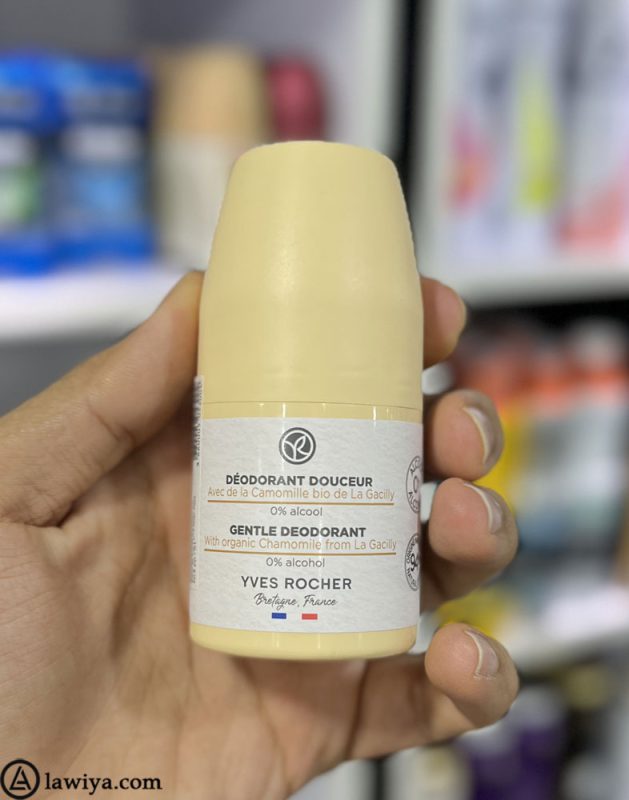 DÉODORANT DOUCEUR
Avec de la Camomille bio de La Gacilly
0% alcool
GENTLE DEODORANT
With organic Chamomile from La Gacilly
0% alcohol
YVES ROCHER
Bretagne, France
lawiya.com